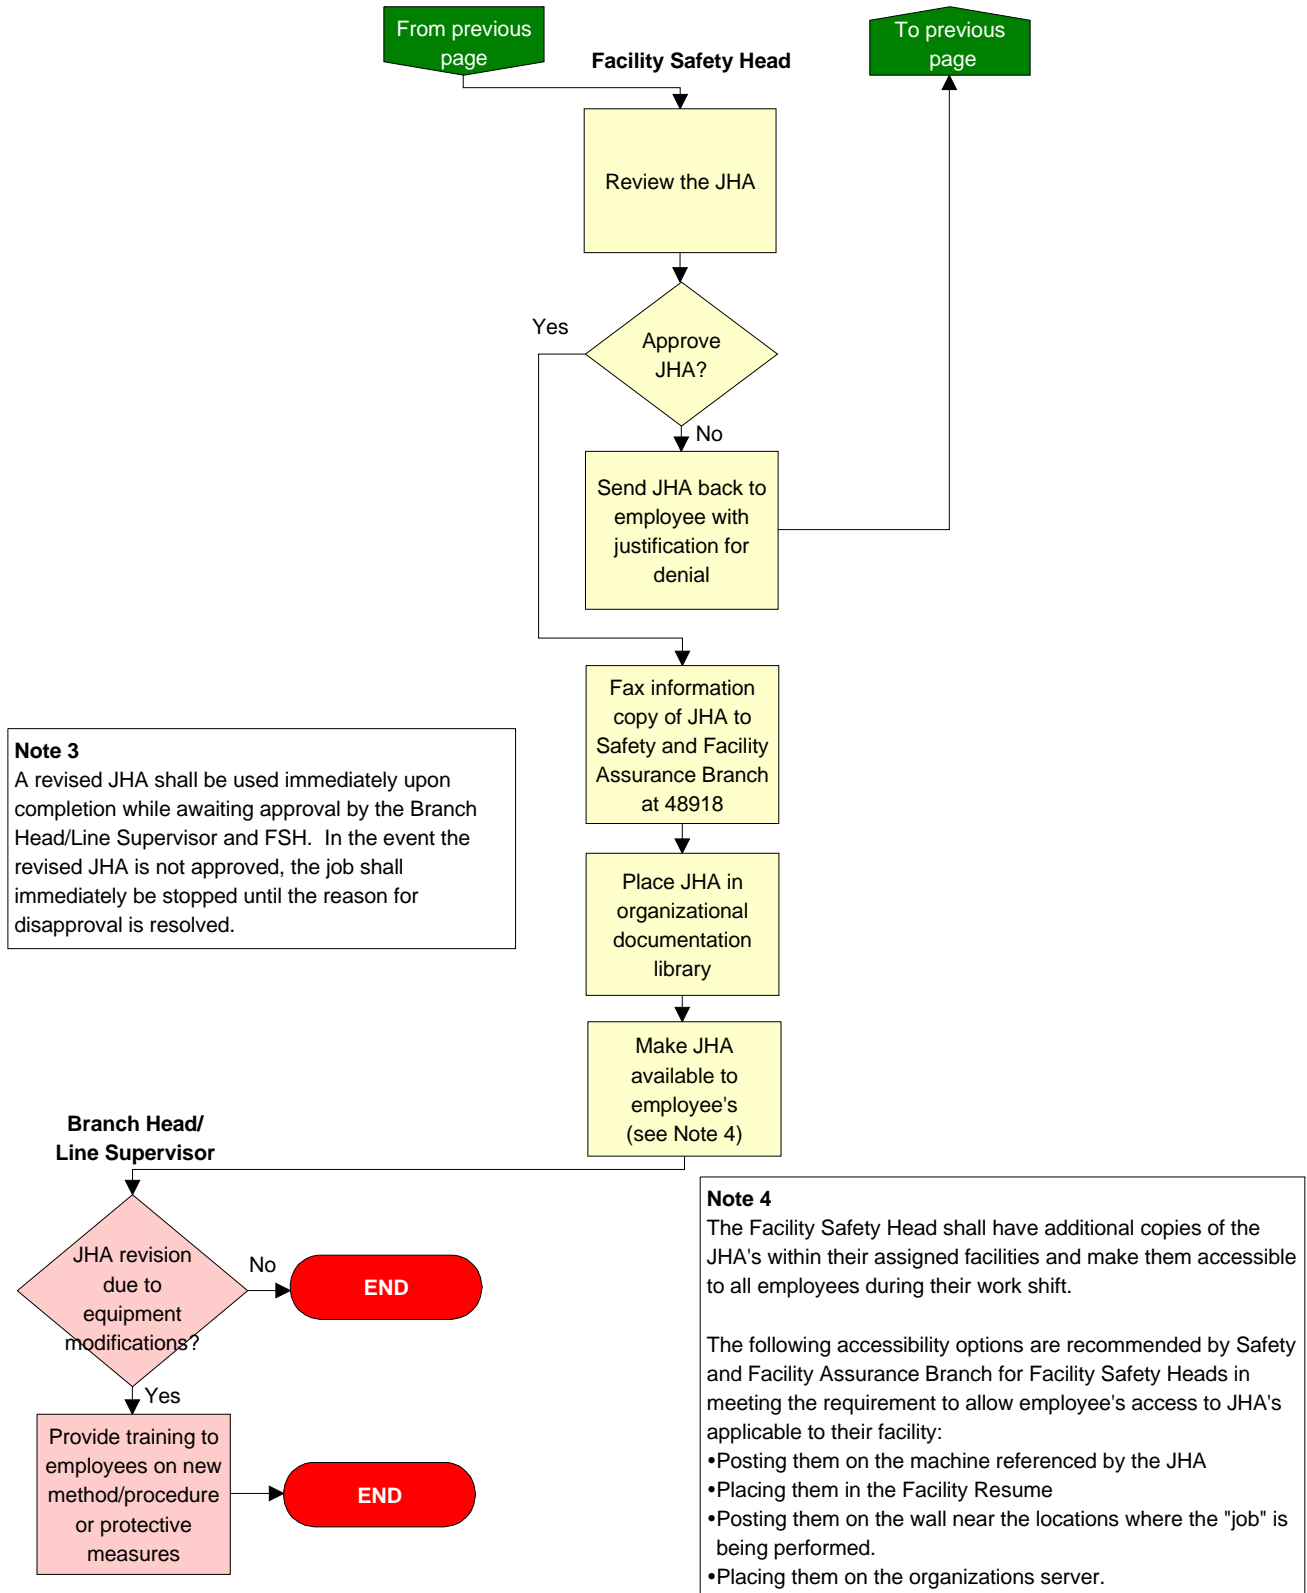 From previous
page
To previous
page
Facility Safety Head
Review the JHA
Approve
JHA?
Yes
No
Send JHA back to
employee with
justification for
denial
Fax information
copy of JHA to
Safety and Facility
Assurance Branch
at 48918
Note 3
A revised JHA shall be used immediately upon
completion while awaiting approval by the Branch
Head/Line Supervisor and FSH.  In the event the
revised JHA is not approved, the job shall
immediately be stopped until the reason for
disapproval is resolved.
Place JHA in
organizational
documentation
library
Make JHA
available to
employee's
(see Note 4)
Branch Head/
Line Supervisor
JHA revision
due to
equipment
modifications?
No
END
Yes
Provide training to
employees on new
method/procedure
or protective
measures
END
Note 4
The Facility Safety Head shall have additional copies of the
JHA's within their assigned facilities and make them accessible
to all employees during their work shift.
The following accessibility options are recommended by Safety
and Facility Assurance Branch for Facility Safety Heads in
meeting the requirement to allow employee's access to JHA's
applicable to their facility:
•Posting them on the machine referenced by the JHA
•Placing them in the Facility Resume
•Posting them on the wall near the locations where the "job" is
being performed.
•Placing them on the organizations server.